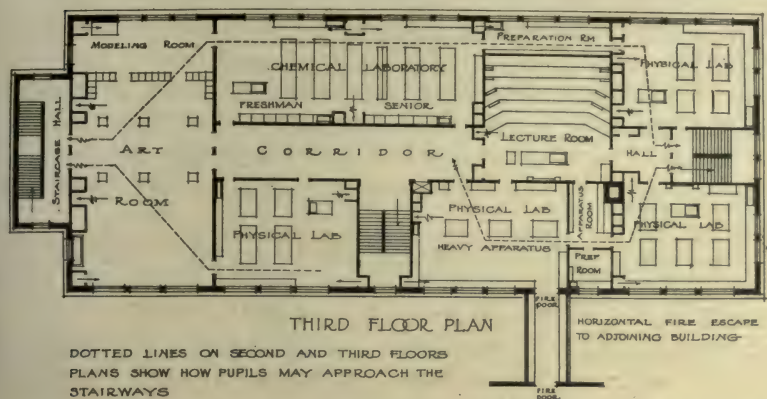 MODELING ROOM
PREPARATION RM
CHEMICAL LABORATORY
PHYSICAL LAB
FRESHMAN
SENIOR
STAIRCASE HALL
LECTURE ROOM
ART
CORRIDOR
HALL
ROOM
PHYSICAL LAB
PHYSICAL LAB
HEAVY APPARATUS
APPARATUS
ROOM
PHYSICAL LAB
PREP
ROOM
FIRE
DOOR
THIRD FLOOR PLAN
HORIZONTAL FIRE ESCAPE
TO ADJOINING BUILDING
DOTTED LINES ON SECOND AND THIRD FLOORS
PLANS SHOW HOW PUPILS MAY APPROACH THE
STAIRWAYS
FIRE
DOOR